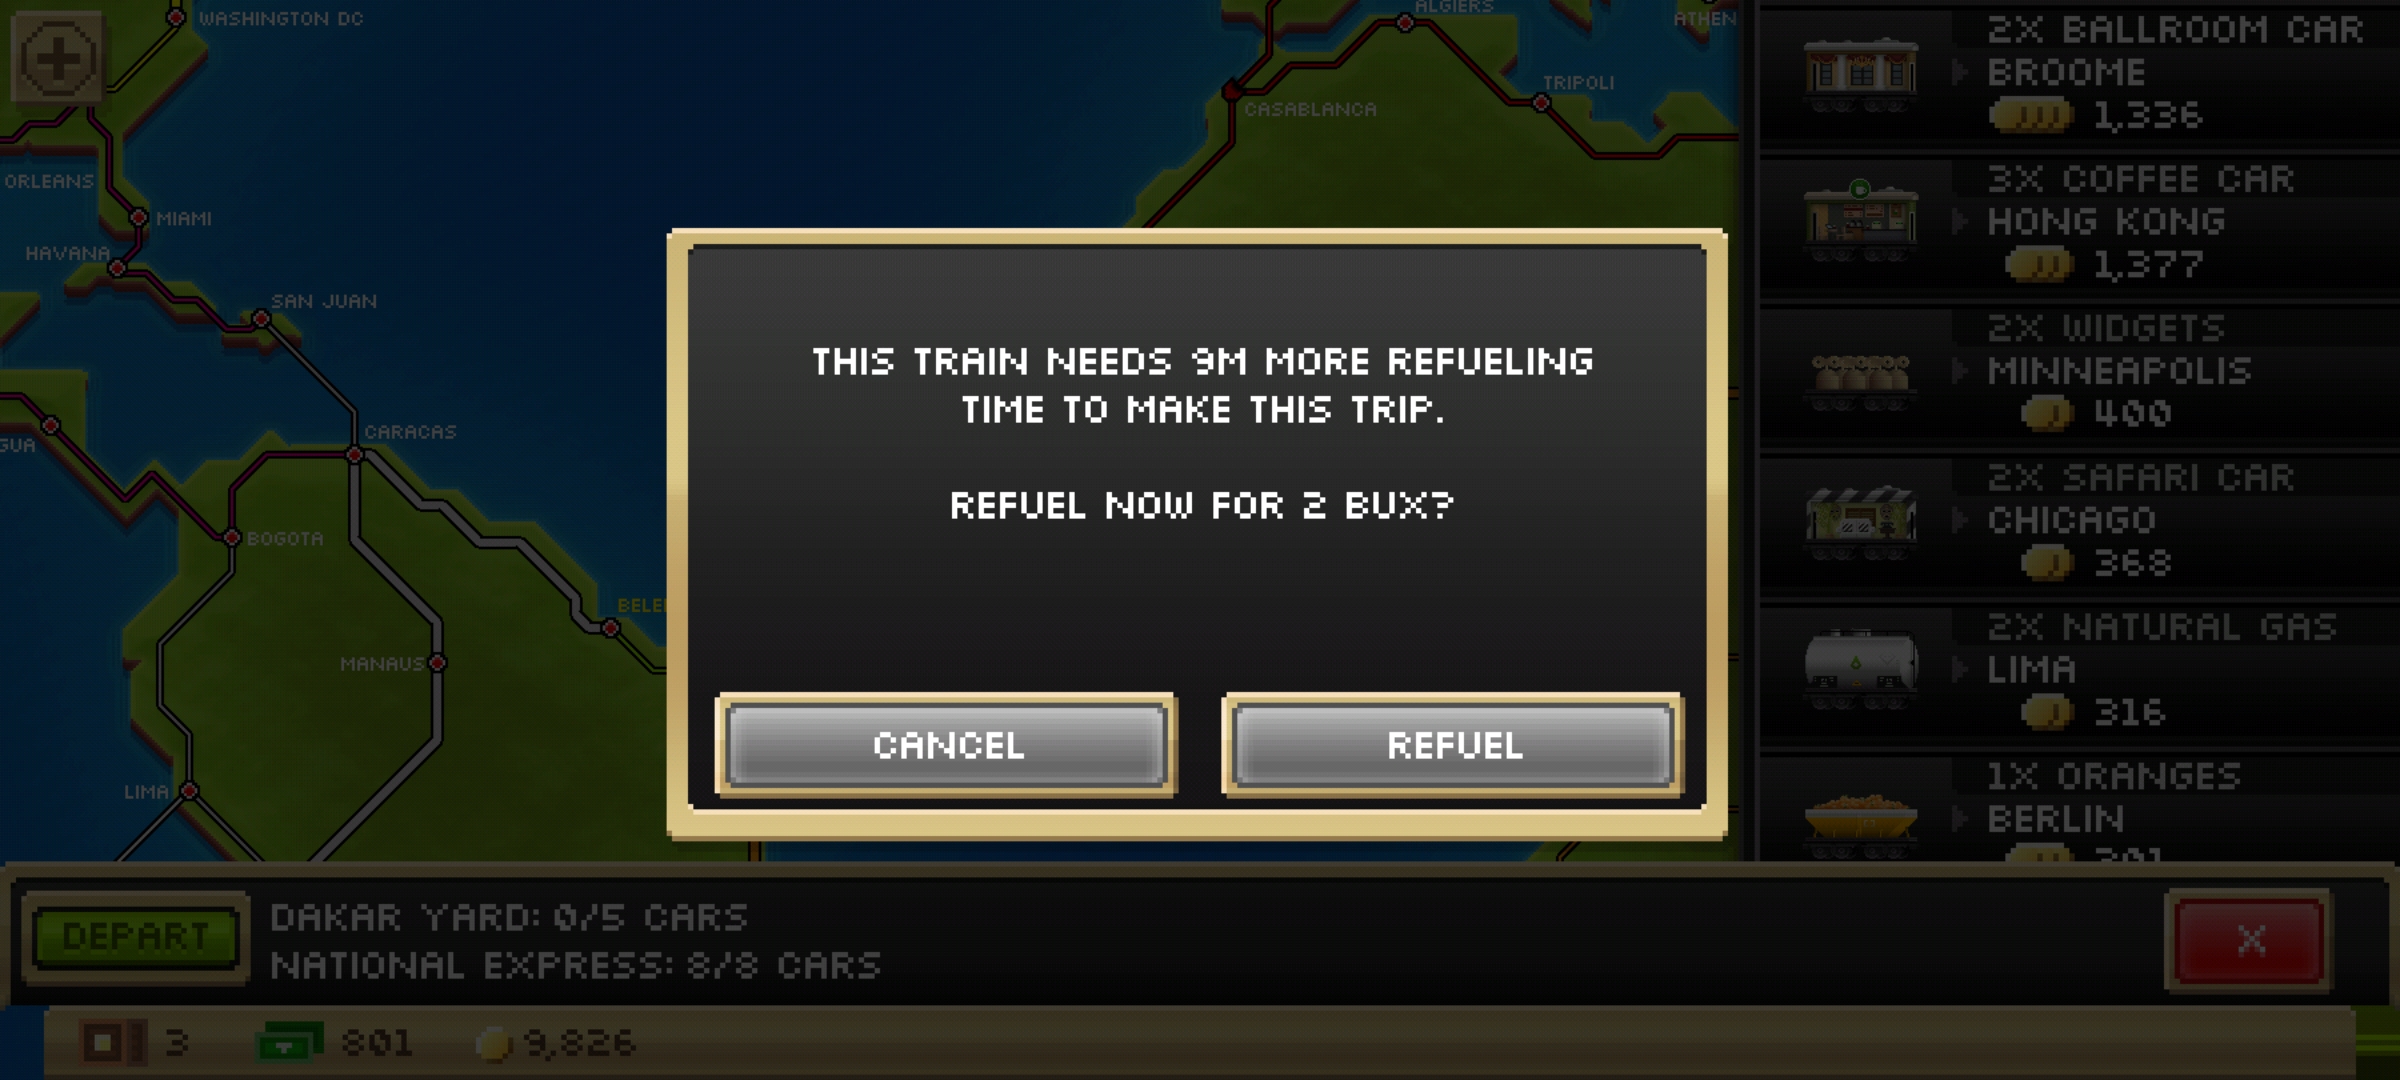 WASHINGTON DC
ORLEANS
MIAMI
HAVANA
SAN JUAN
CARACAS
BOGOTA
MANAUS
LIMA
ALGIERS
CASABLANCA
TRIPOLI
THIS TRAIN NEEDS 9M MORE REFUELING
TIME TO MAKE THIS TRIP.
REFUEL NOW FOR 2 BUX?
CANCEL
REFUEL
2X BALLROOM CAR
BROOME
1,336
3X COFFEE CAR
HONG KONG
1,377
2X WIDGETS
MINNEAPOLIS
400
2X SAFARI CAR
CHICAGO
368
2X NATURAL GAS
LIMA
316
1X ORANGES
BERLIN
DEPART
DAKAR YARD: 0/5 CARS
NATIONAL EXPRESS: 8/8 CARS
X
3
801
9,826